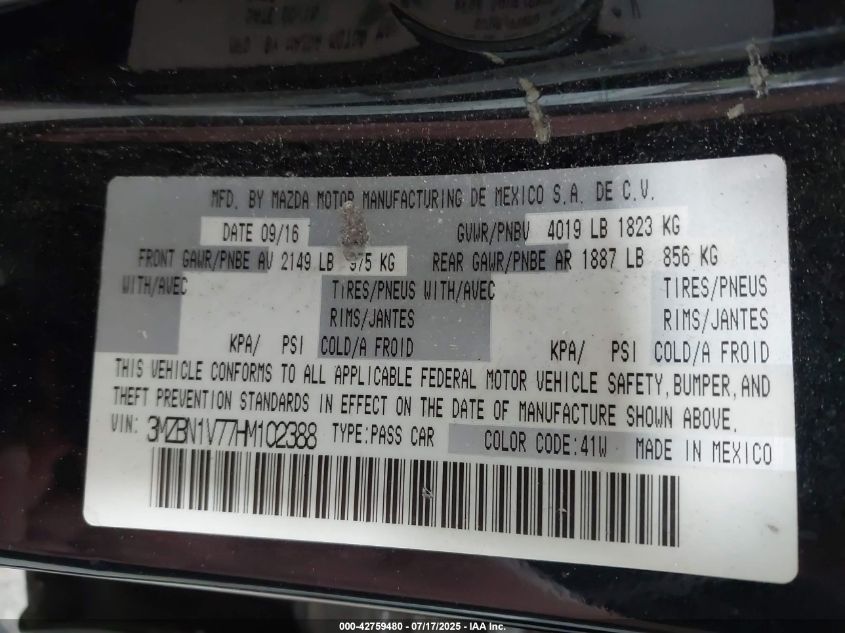 MFD. BY MAZDA MOTOR MANUFACTURING DE MEXICO S.A. DE C.V.
DATE 09/16 GVWR/PNBV 4019 LB 1823 KG
FRONT GAWR/PNBE AV 2149 LB 975 KG REAR GAWR/PNBE AR 1887 LB 856 KG
WITH/AVEC TIRES/PNEUS WITH/AVEC TIRES/PNEUS
RIMS/JANTES RIMS/JANTES
KPA/ PSI COLD/A FROID KPA/ PSI COLD/A FROID
THIS VEHICLE CONFORMS TO ALL APPLICABLE FEDERAL MOTOR VEHICLE SAFETY, BUMPER, AND
THEFT PREVENTION STANDARDS IN EFFECT ON THE DATE OF MANUFACTURE SHOWN ABOVE.
VIN: 3MZBN1V77HM102388 TYPE:PASS CAR COLOR CODE:41W MADE IN MEXICO
000-42759480 - 07/17/2025 - www.iaai.com